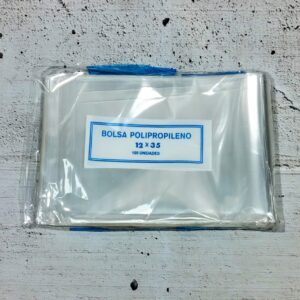 BOLSA POLIPROPILENO
12 x 35
100 UNIDADES